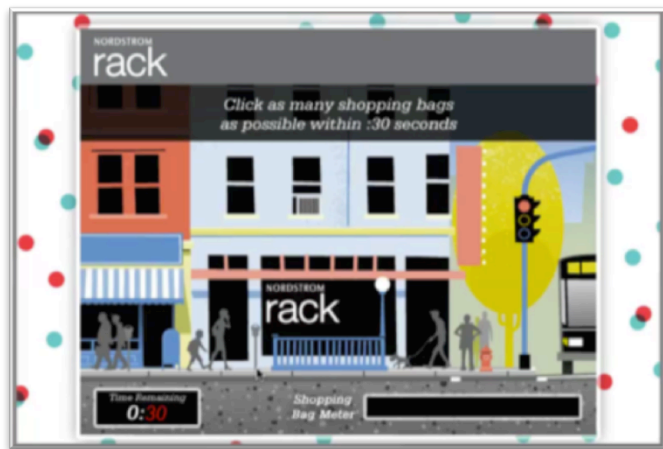 NORDSTROM
rack
Click as many shopping bags
as possible within :30 seconds
NORDSTROM
rack
Time Remaining
0:30
Shopping
Bag Meter